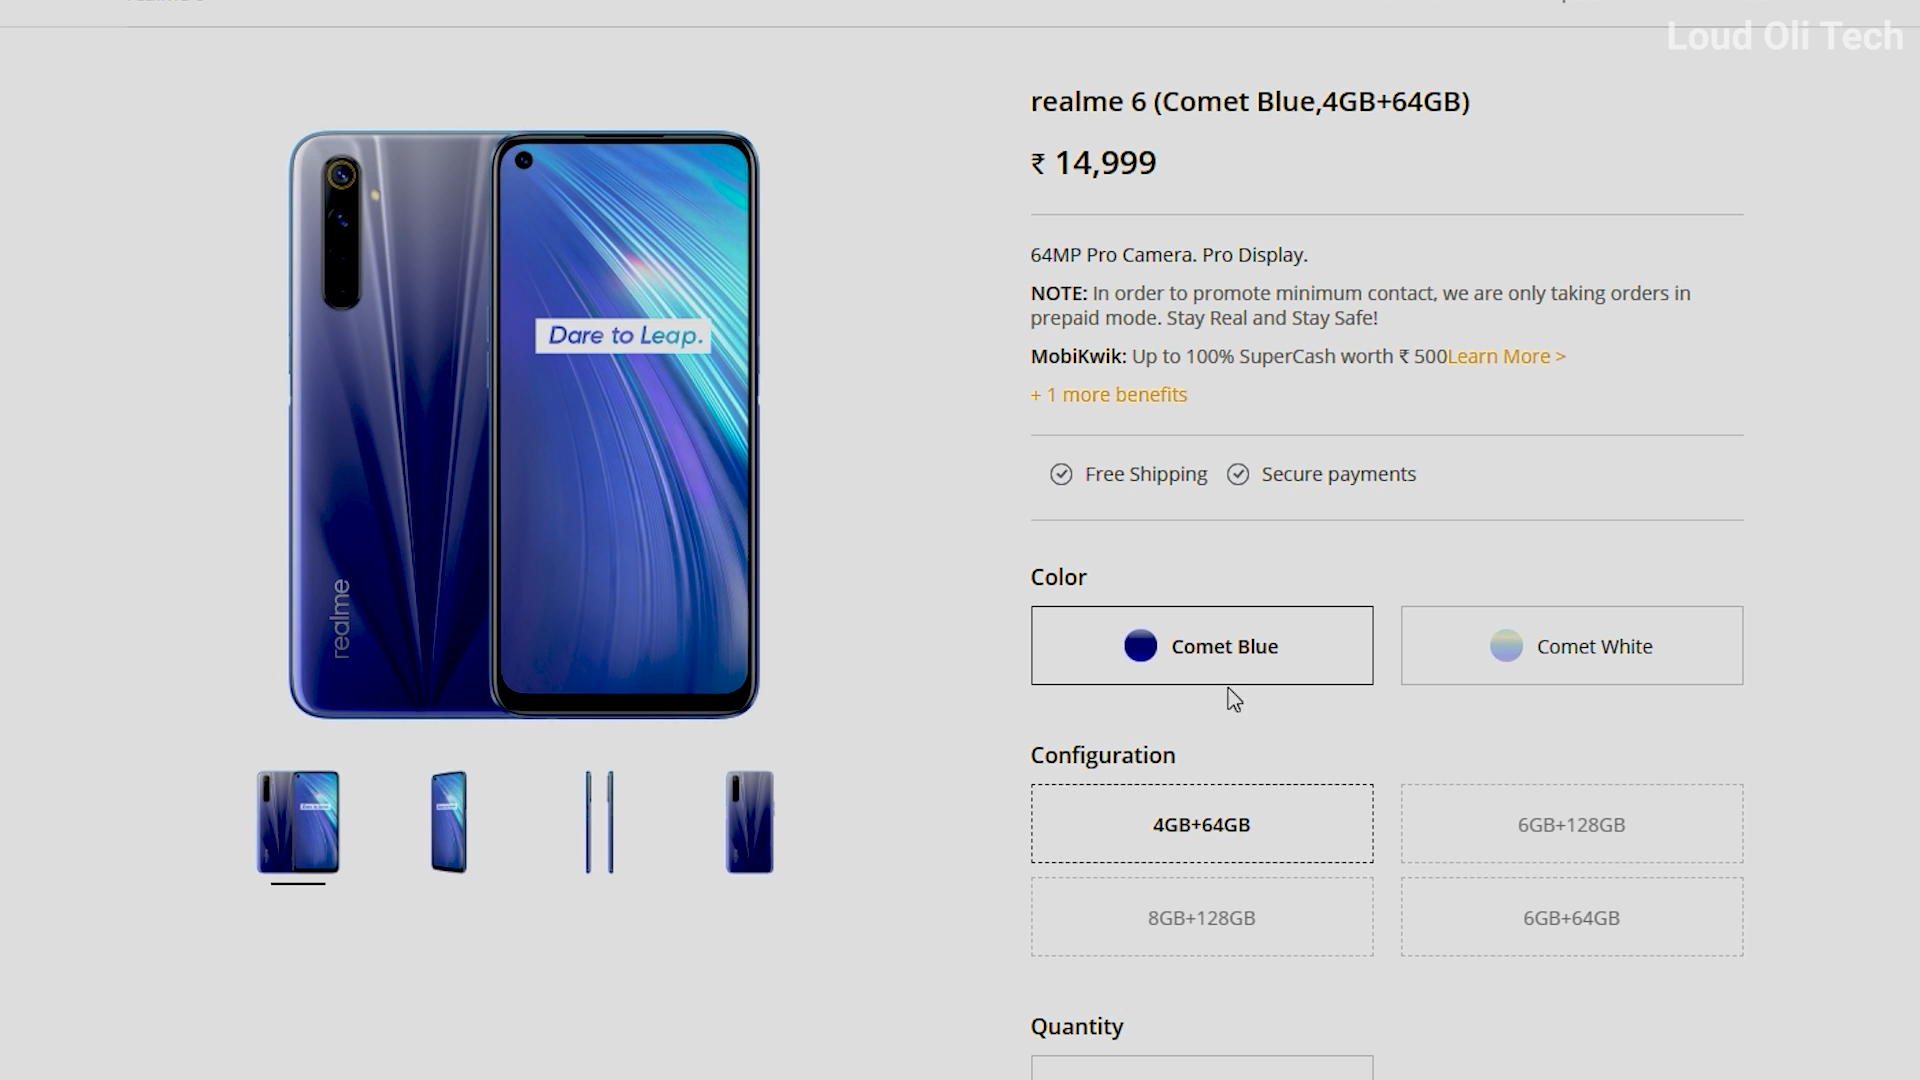 Loud Oli Tech
realme 6 (Comet Blue,4GB+64GB)
₹ 14,999
64MP Pro Camera. Pro Display.
NOTE: In order to promote minimum contact, we are only taking orders in
prepaid mode. Stay Real and Stay Safe!
MobiKwik: Up to 100% SuperCash worth ₹ 500Learn More >
+ 1 more benefits
Free Shipping
Secure payments
Dare to Leap.
realme
Color
Comet Blue
Comet White
Configuration
4GB+64GB
6GB+128GB
8GB+128GB
6GB+64GB
Quantity